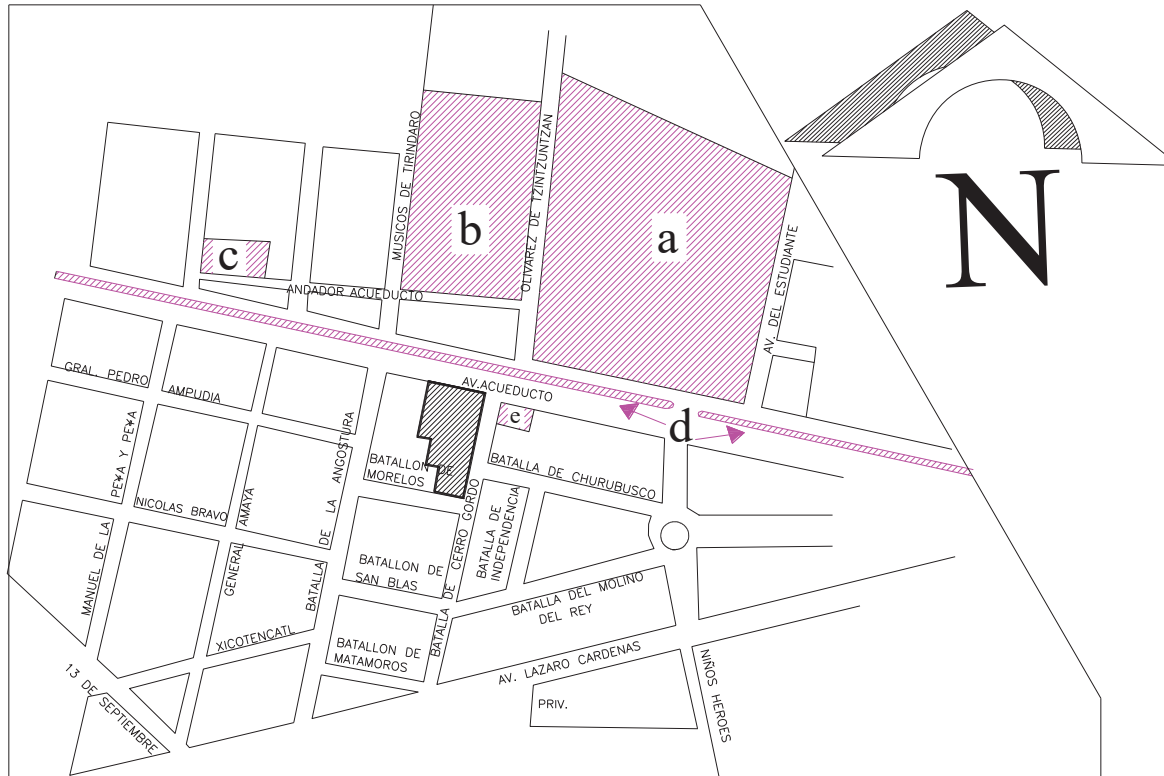 N
MUSICOS DE TIRINDARO
OLIVAREZ DE TZINTZUNTZAN
AV. DEL ESTUDIANTE
b
a
c
ANDADOR ACUEDUCTO
AV.ACUEDUCTO
d
e
GRAL. PEDRO
AMPUDIA
PEYA Y PEYA
MANUEL DE LA
NICOLAS BRAVO
AMAYA
GENERAL
BATALLA DE LA ANGOSTURA
BATALLON DE
MORELOS
BATALLA DE CERRO GORDO
BATALLA DE CHURUBUSCO
BATALLA DE
INDEPENDENCIA
BATALLON DE
SAN BLAS
BATALLA DEL MOLINO
DEL REY
XICOTENCATL
BATALLON DE
MATAMOROS
AV. LAZARO CARDENAS
NIÑOS HEROES
PRIV.
13 DE SEPTIEMBRE